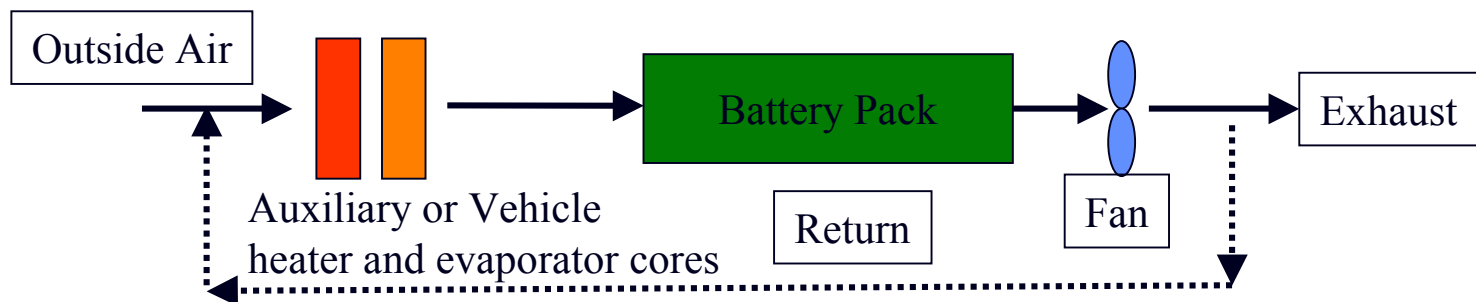 Outside Air
Battery Pack
Exhaust
Auxiliary or Vehicle
heater and evaporator cores
Return
Fan